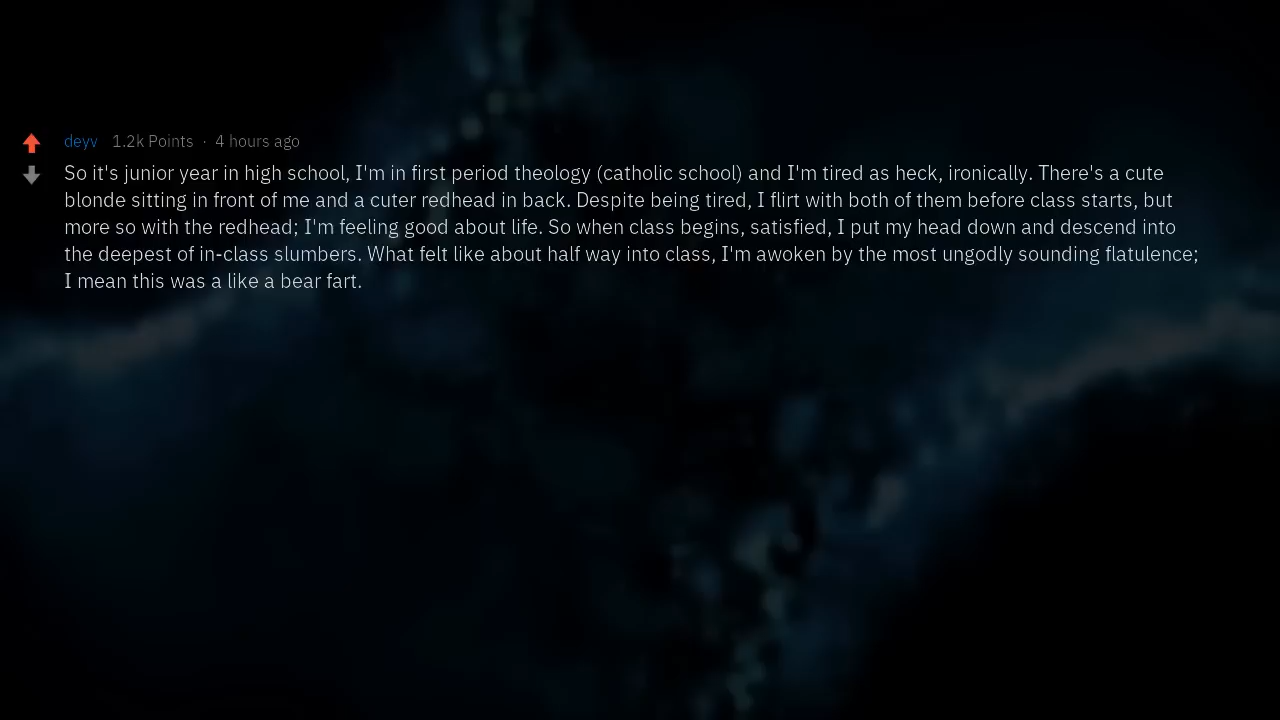 deyv 1.2k Points · 4 hours ago
So it's junior year in high school, I'm in first period theology (catholic school) and I'm tired as heck, ironically. There's a cute
blonde sitting in front of me and a cuter redhead in back. Despite being tired, I flirt with both of them before class starts, but
more so with the redhead; I'm feeling good about life. So when class begins, satisfied, I put my head down and descend into
the deepest of in-class slumbers. What felt like about half way into class, I'm awoken by the most ungodly sounding flatulence;
I mean this was a like a bear fart.